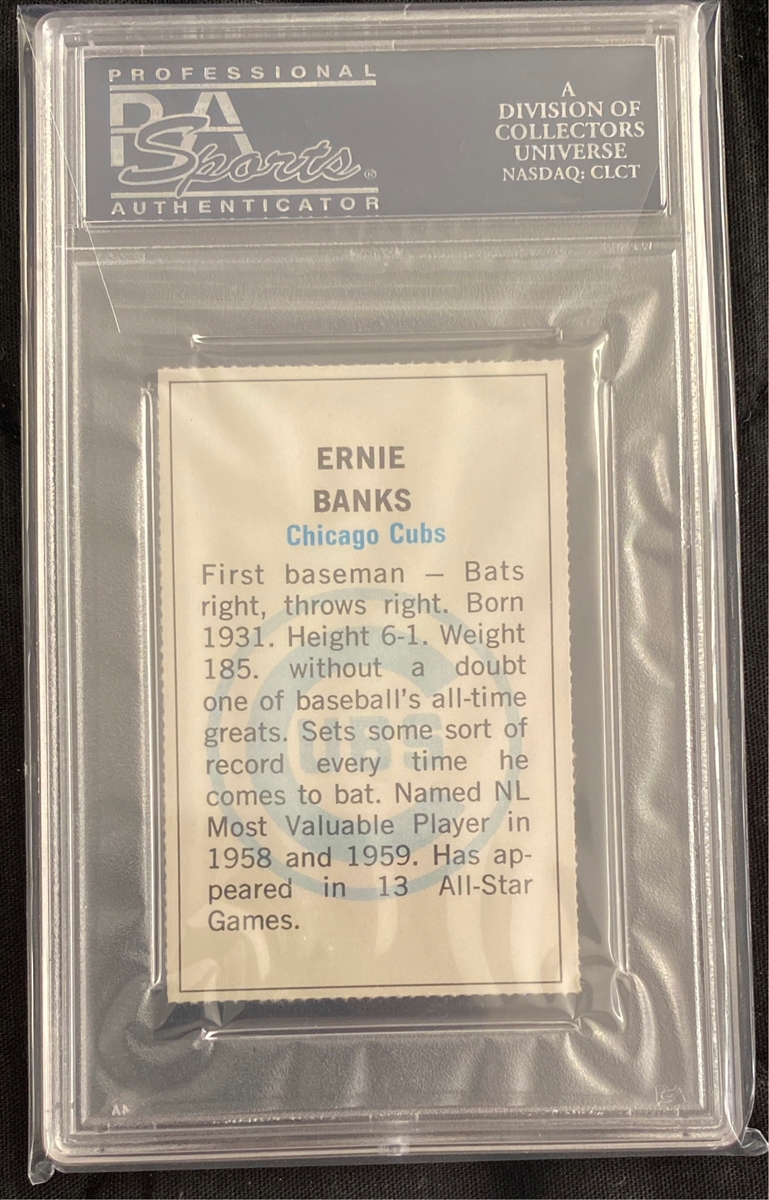 PROFESSIONAL
PSA
Sports®
AUTHENTICATOR
A
DIVISION OF
COLLECTORS
UNIVERSE
NASDAQ: CLCT
ERNIE
BANKS
Chicago Cubs
First baseman — Bats
right, throws right. Born
1931. Height 6-1. Weight
185. without a doubt
one of baseball's all-time
greats. Sets some sort of
record every time he
comes to bat. Named NL
Most Valuable Player in
1958 and 1959. Has ap-
peared in 13 All-Star
Games.
CUBS